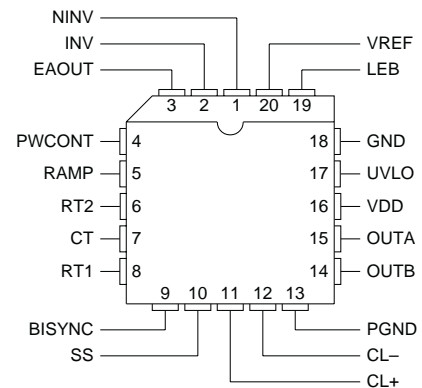 NINV
INV
VREF
EAOUT
LEB
3 2 1 20 19
PWCONT 4 18 GND
RAMP 5 17 UVLO
RT2 6 16 VDD
CT 7 15 OUTA
RT1 8 14 OUTB
9 10 11 12 13
BISYNC
PGND
SS
CL–
CL+